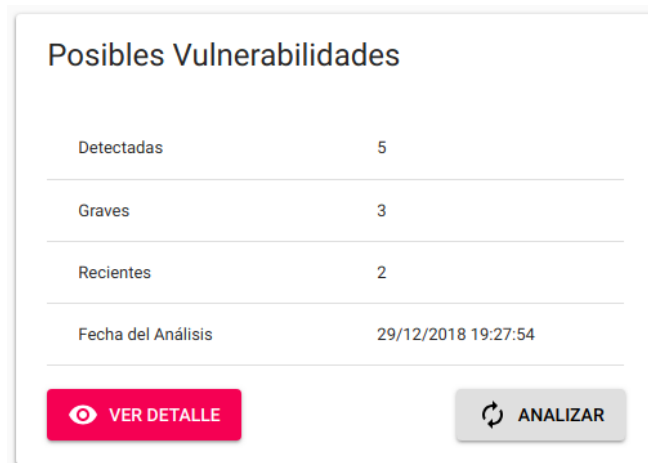 Posibles Vulnerabilidades
Detectadas 5
Graves 3
Recientes 2
Fecha del Análisis 29/12/2018 19:27:54
VER DETALLE ANALIZAR